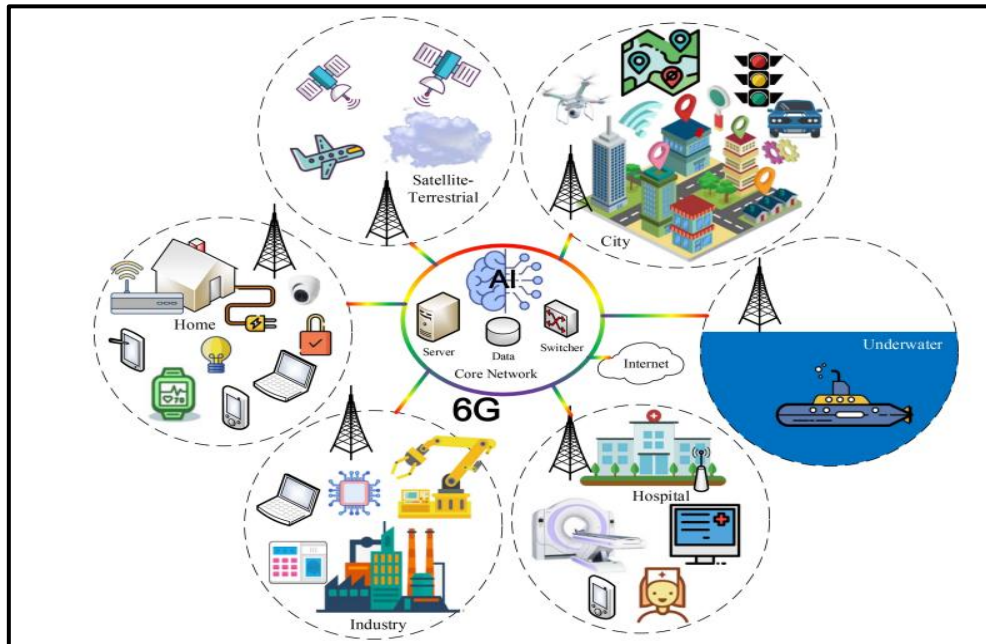 Satellite-
Terrestrial
City
Home
AI
Server
Data
Switcher
Core Network
Internet
Underwater
6G
Industry
Hospital